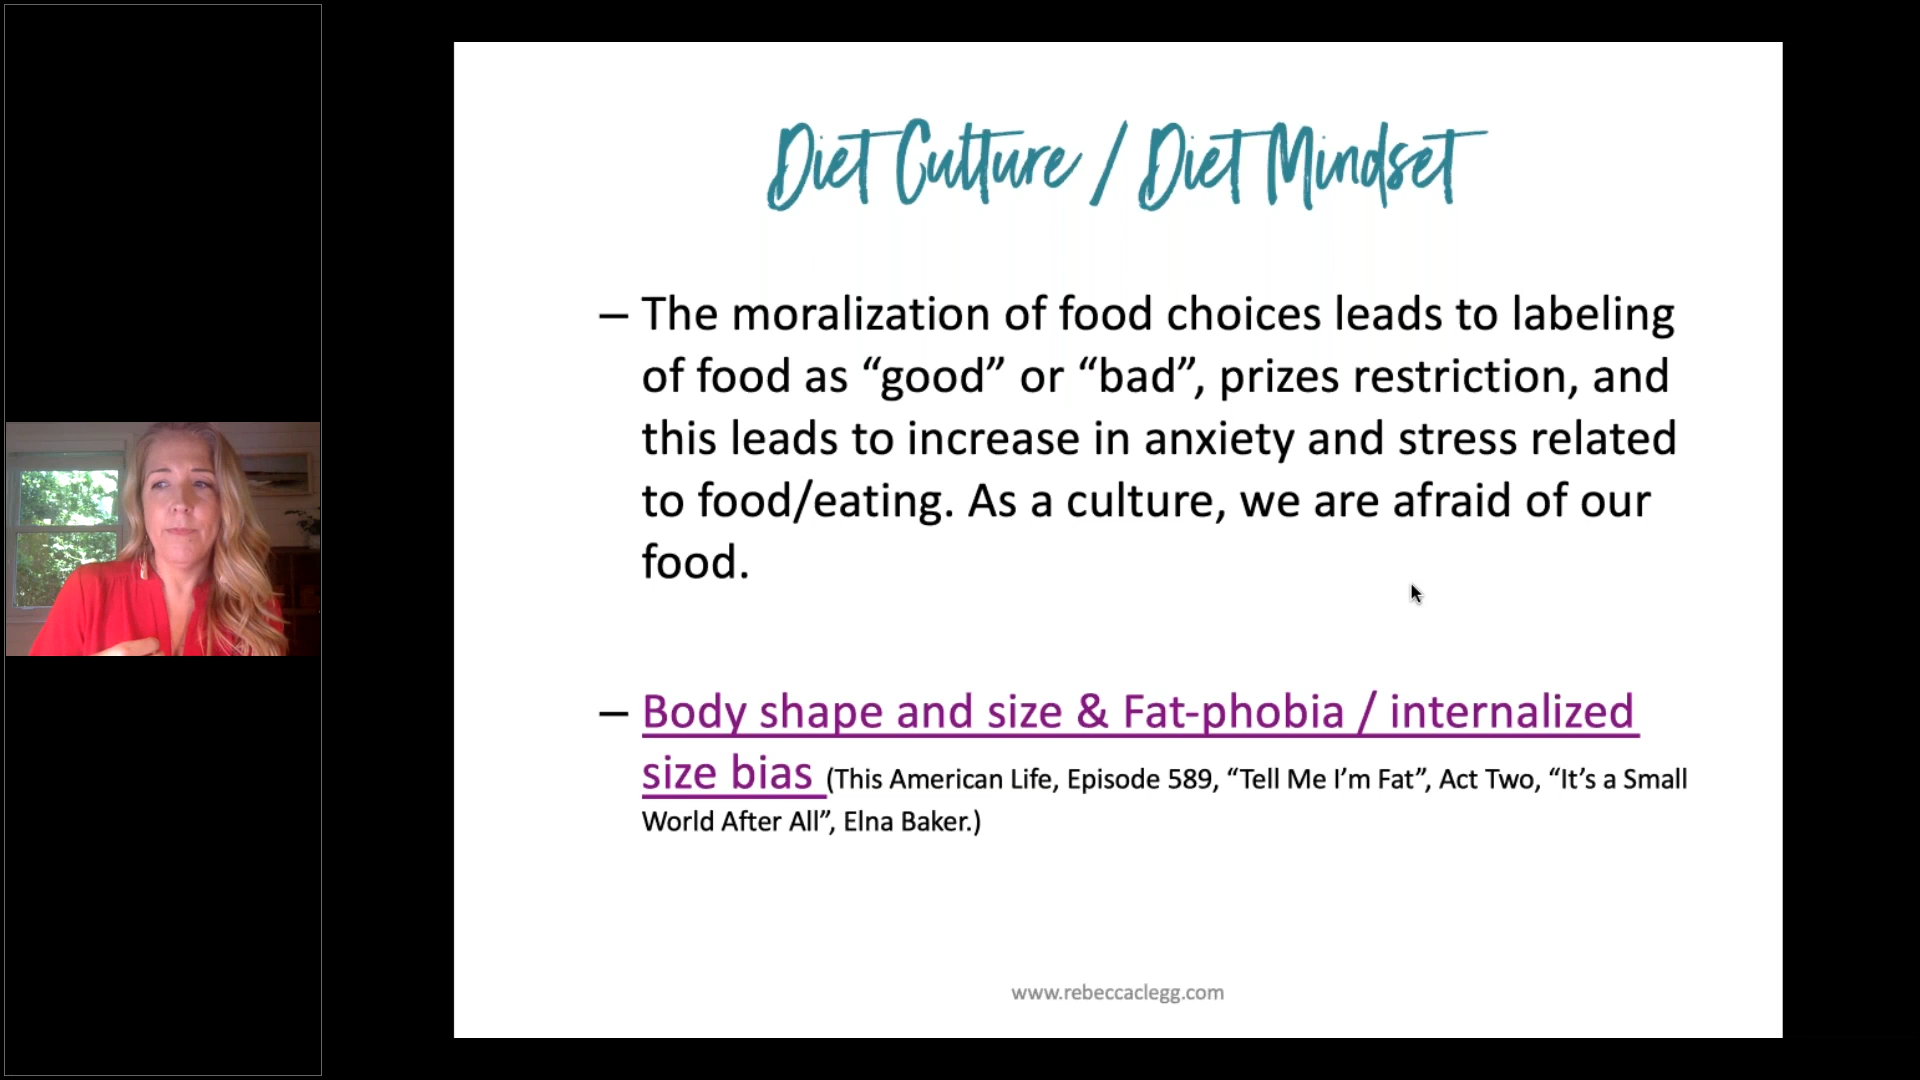 Diet Culture / Diet Mindset
– The moralization of food choices leads to labeling
of food as “good” or “bad”, prizes restriction, and
this leads to increase in anxiety and stress related
to food/eating. As a culture, we are afraid of our
food.
– Body shape and size & Fat-phobia / internalized
size bias (This American Life, Episode 589, “Tell Me I’m Fat”, Act Two, “It’s a Small
World After All”, Elna Baker.)
www.rebeccaclegg.com